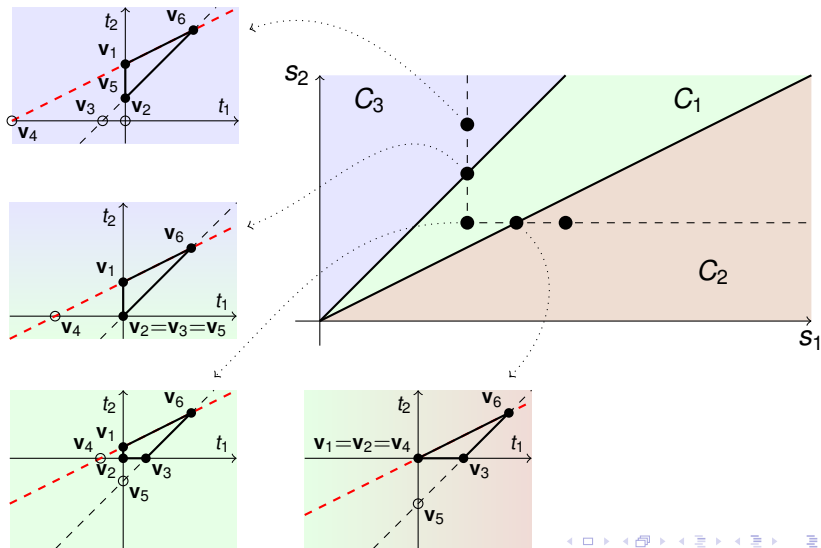 t₂
v₆
v₁
v₅
t₁
v₃
v₂
v₄
t₂
v₆
v₁
t₁
v₄
v₂=v₃=v₅
t₂
v₆
v₁
v₄
t₁
v₂
v₃
v₅
t₂
v₆
v₁=v₂=v₄
t₁
v₃
v₅
s₂
C₃
C₁
C₂
s₁